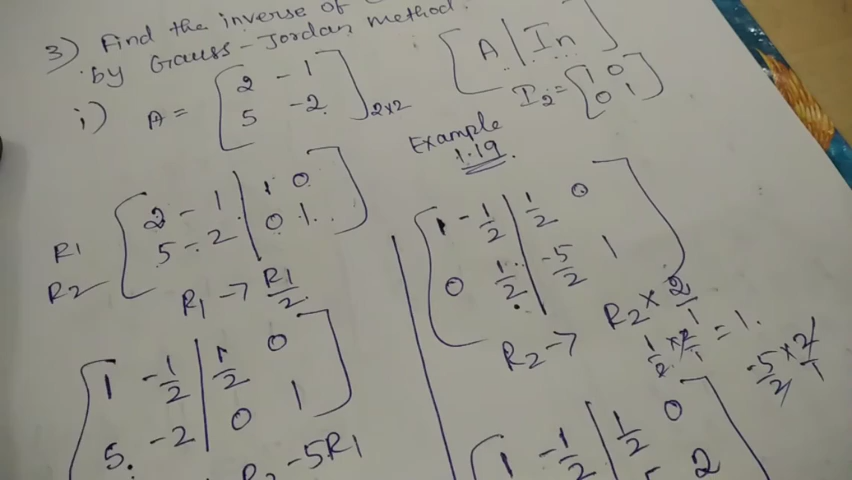 3) Find the inverse of
by Gauss-Jordan method.
i) A = [2 -1
5 -2] 2x2
[A | In]
I2 = [1 0
0 1]
Example
1.19.
R1 [2 -1 | 1 0
R2 5 -2 | 0 1]
R1 → R1/2
[1 -1/2 | 1/2 0
5 -2 | 0 1]
R2 - 5R1
[1 -1/2 | 1/2 0
0 1/2 | -5/2 1]
R2 → R2 × 2/1
1/2 × 2/1 = 1.
-5/2 × 2/1
[1 -1/2 | 1/2 0
2